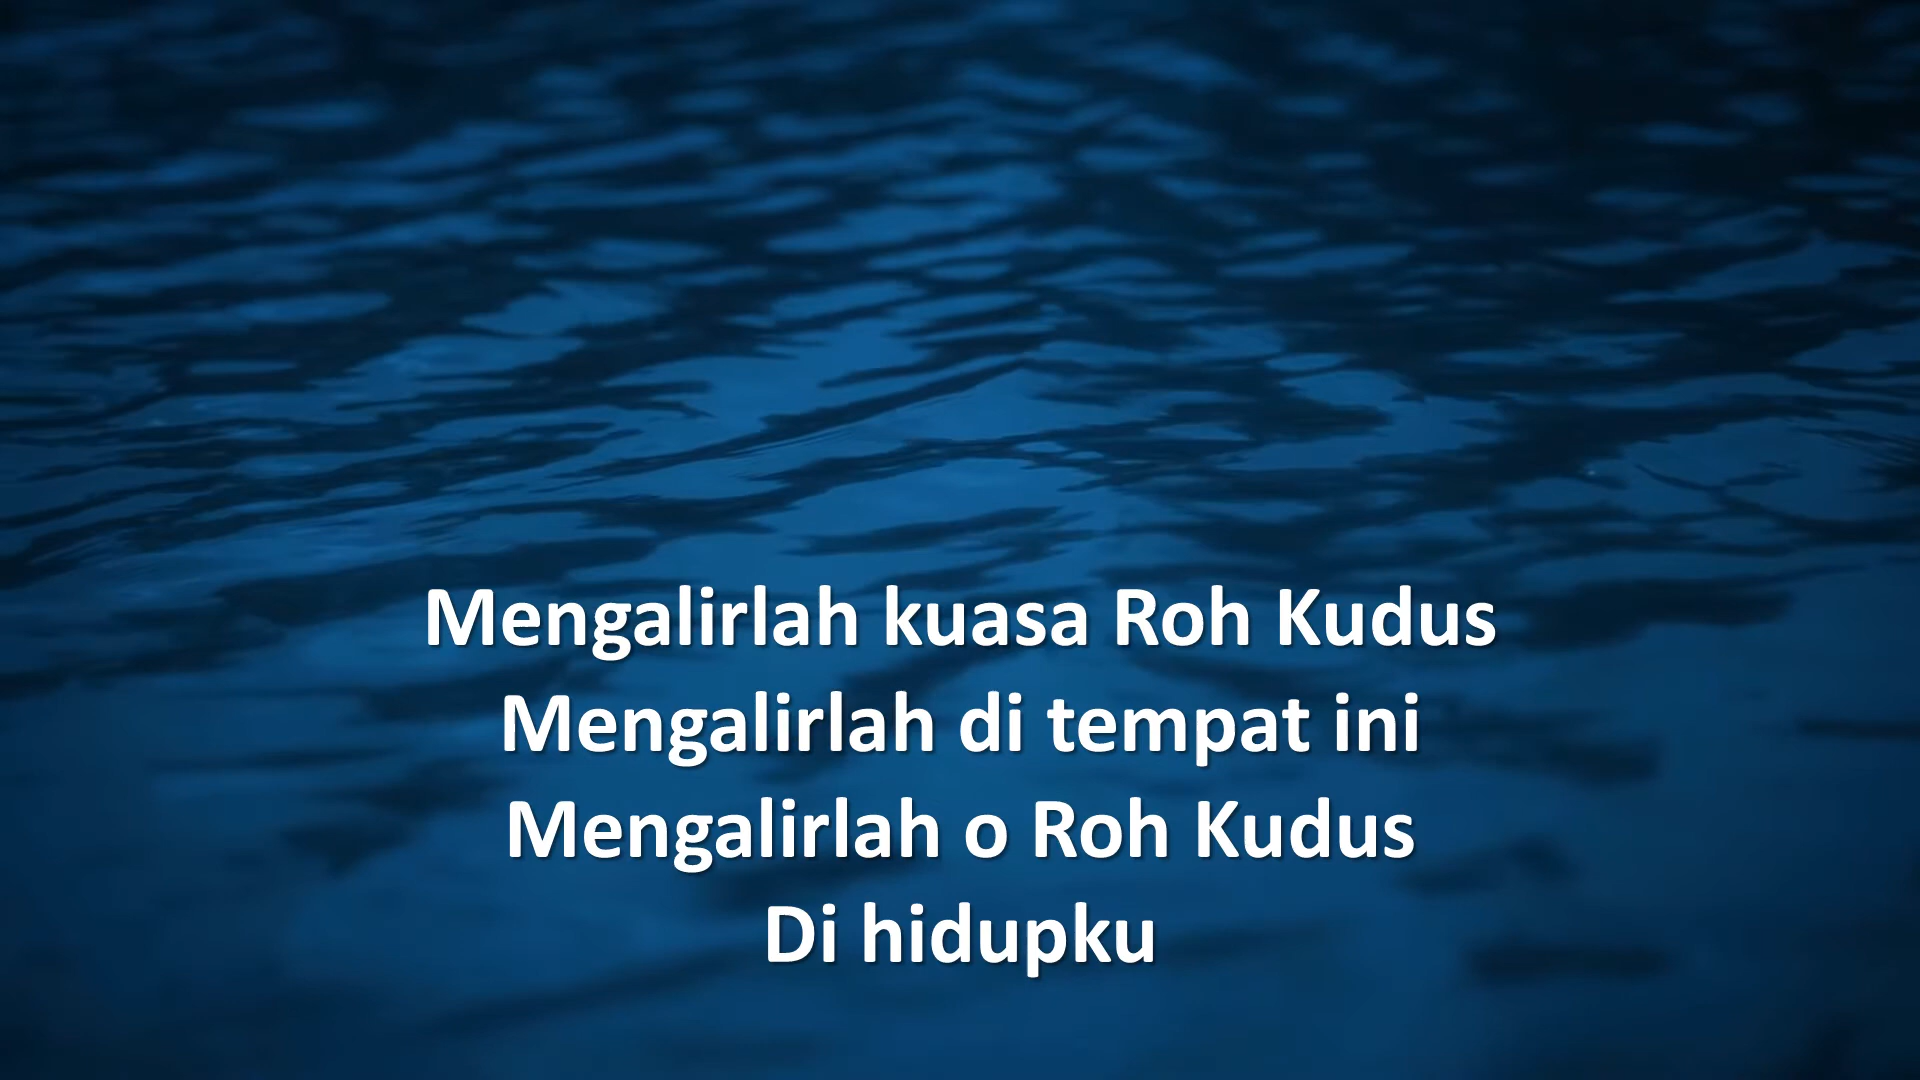 Mengalirlah kuasa Roh Kudus
Mengalirlah di tempat ini
Mengalirlah o Roh Kudus
Di hidupku